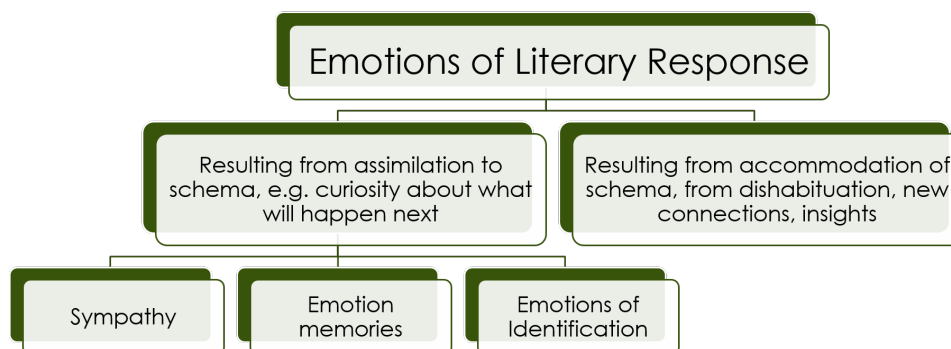 Emotions of Literary Response
Resulting from assimilation to
schema, e.g. curiosity about what
will happen next
Resulting from accommodation of
schema, from dishabituation, new
connections, insights
Sympathy
Emotion
memories
Emotions of
Identification